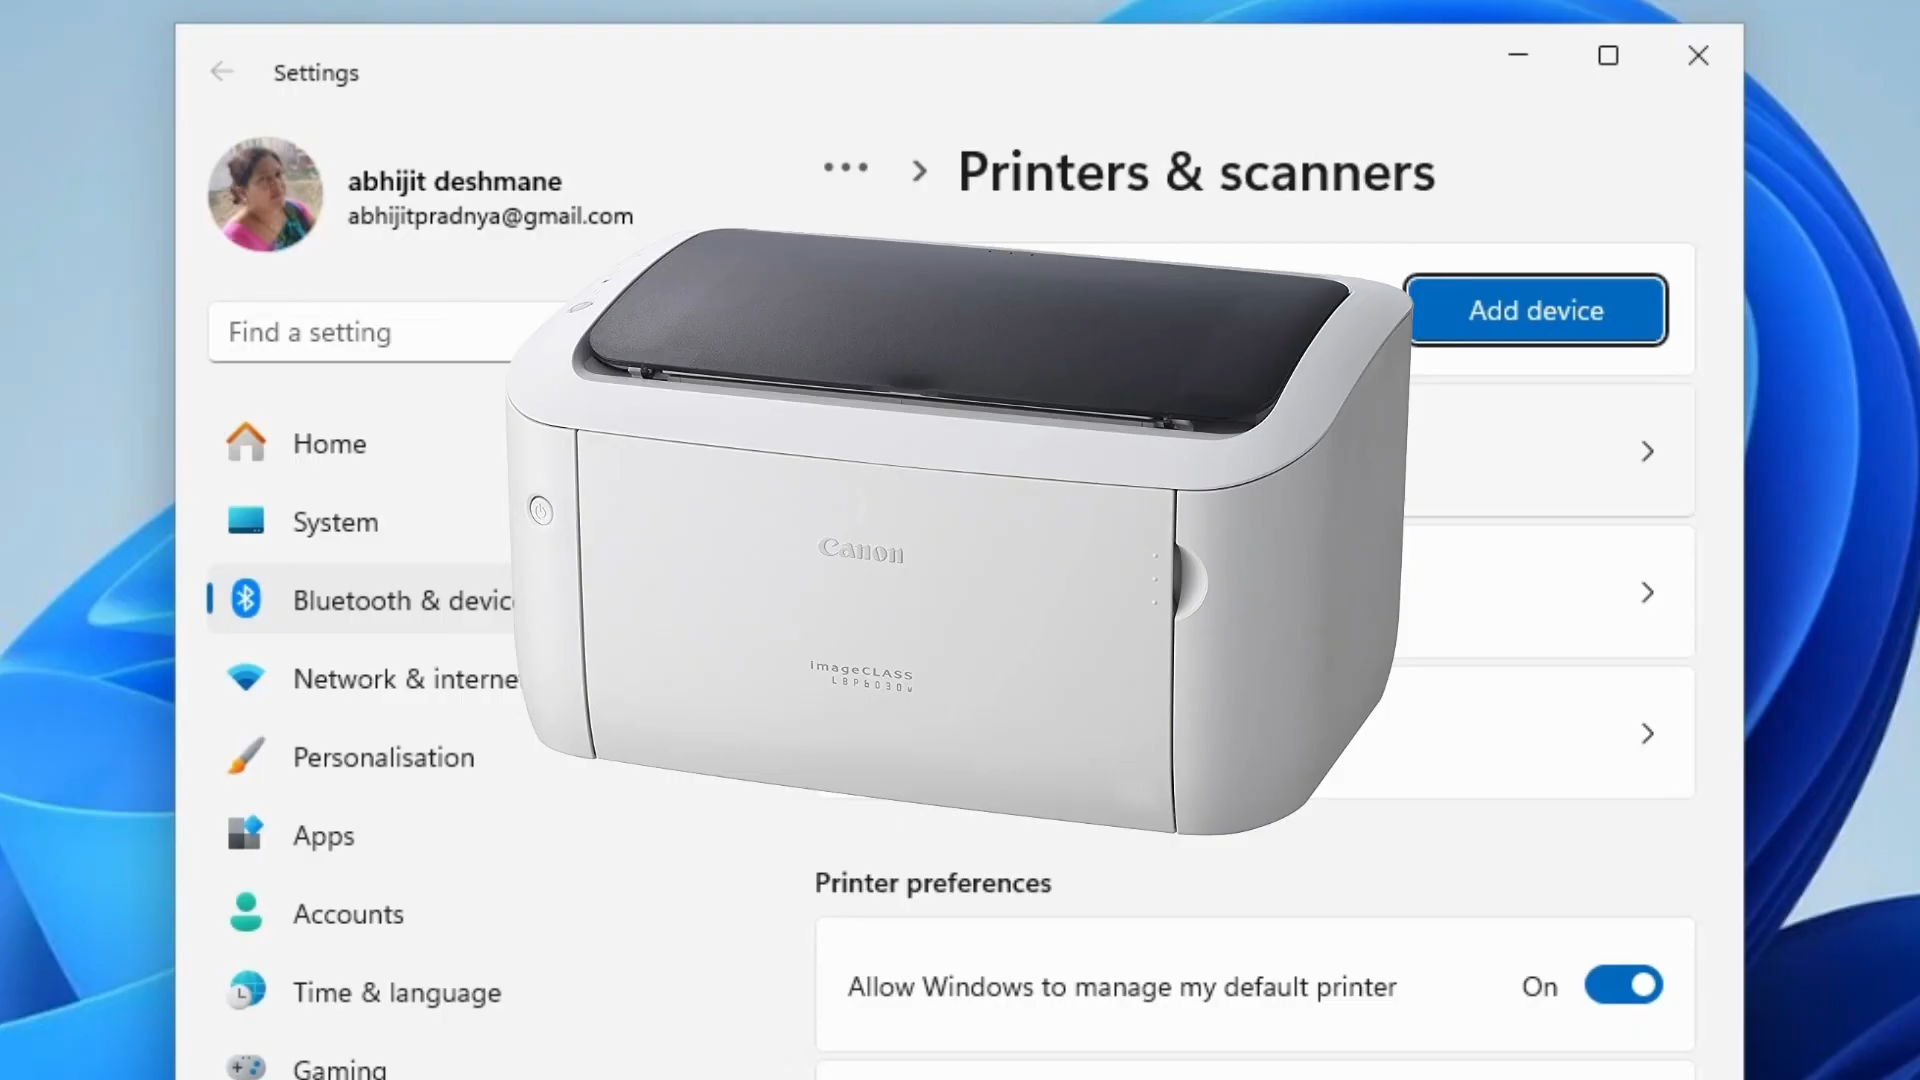 Settings
abhijit deshmane
abhijitpradnya@gmail.com
Find a setting
Home
System
Bluetooth & devic
Network & interne
Personalisation
Apps
Accounts
Time & language
Gaming
••• > Printers & scanners
Add device
Canon
imageCLASS
LBP6030w
Printer preferences
Allow Windows to manage my default printer On